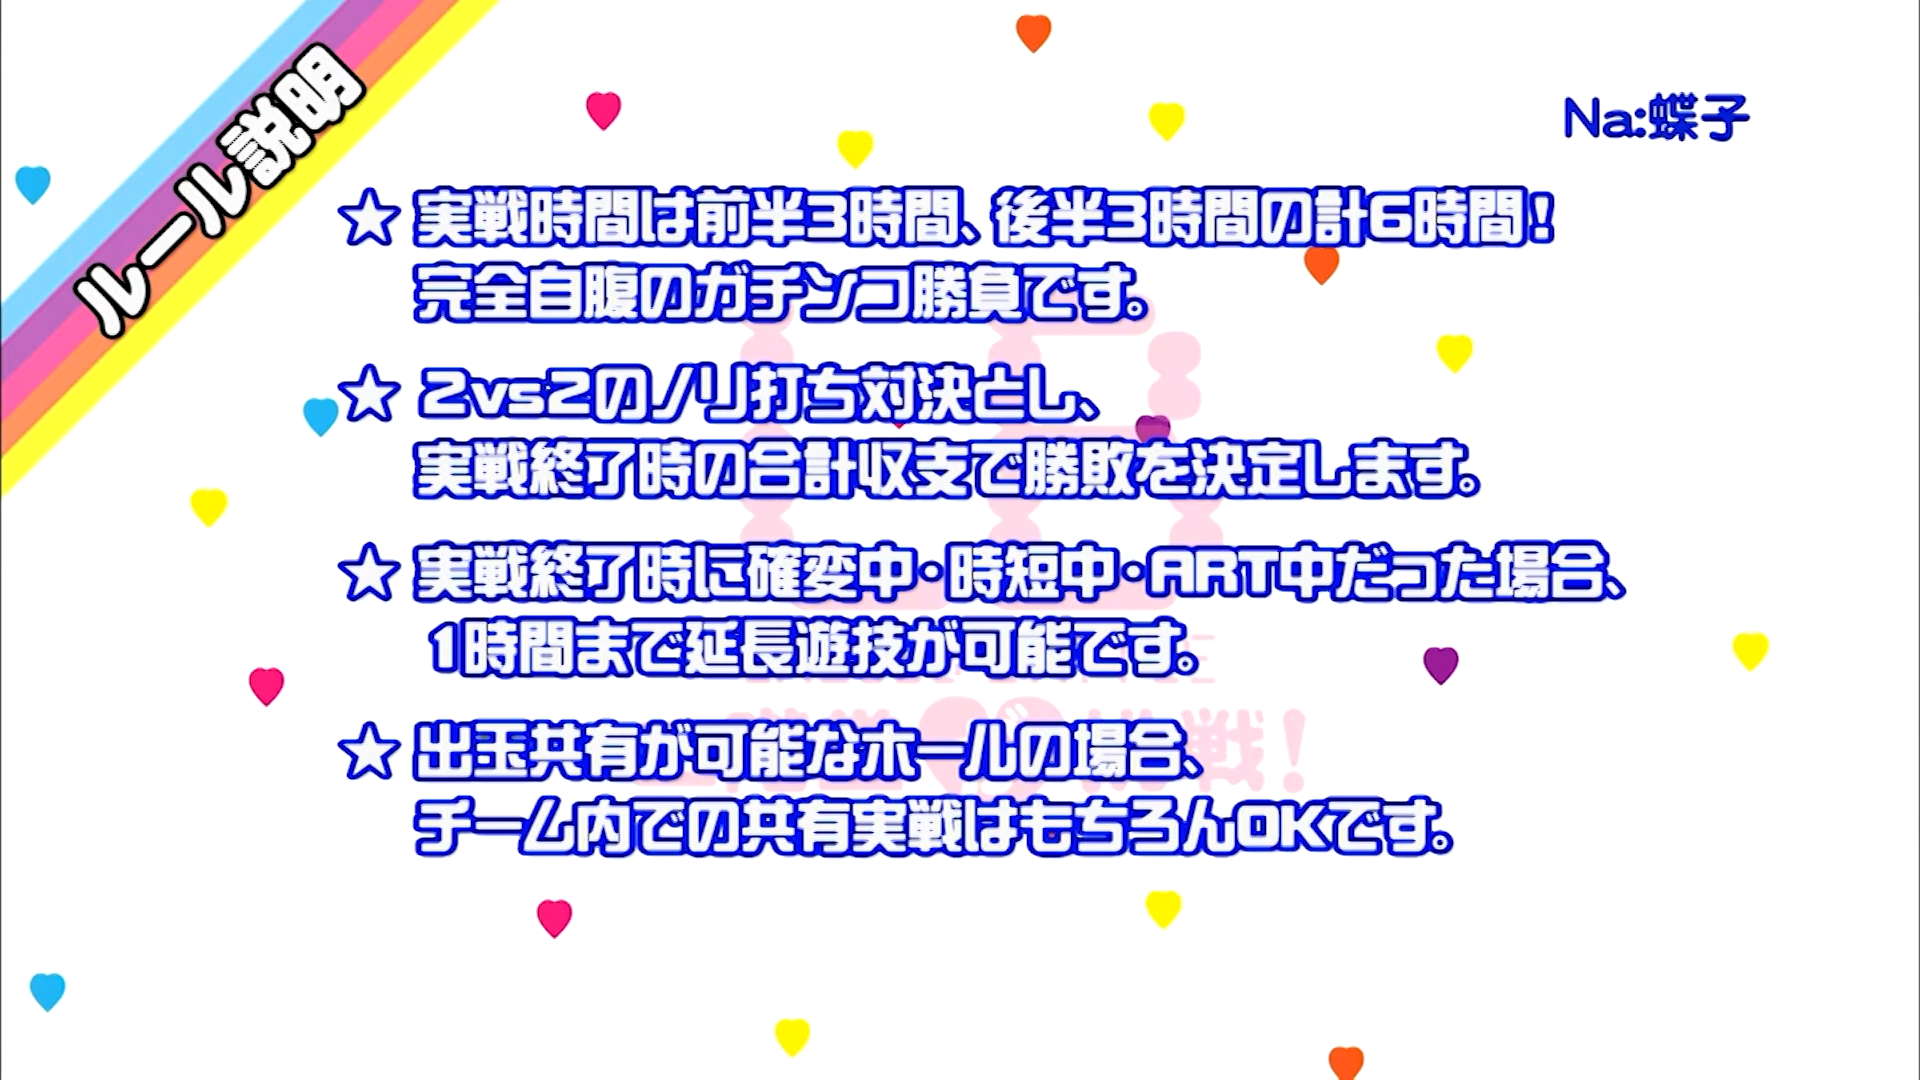 ルール説明
Na:蝶子
☆ 実戦時間は前半3時間、後半3時間の計6時間！
完全自腹のガチンコ勝負です。
☆ 2vs2のノリ打ち対決とし、
実戦終了時の合計収支で勝敗を決定します。
☆ 実戦終了時に確変中・時短中・ART中だった場合、
1時間まで延長遊技が可能です。
☆ 出玉共有が可能なホールの場合、
チーム内での共有実戦はもちろんOKです。